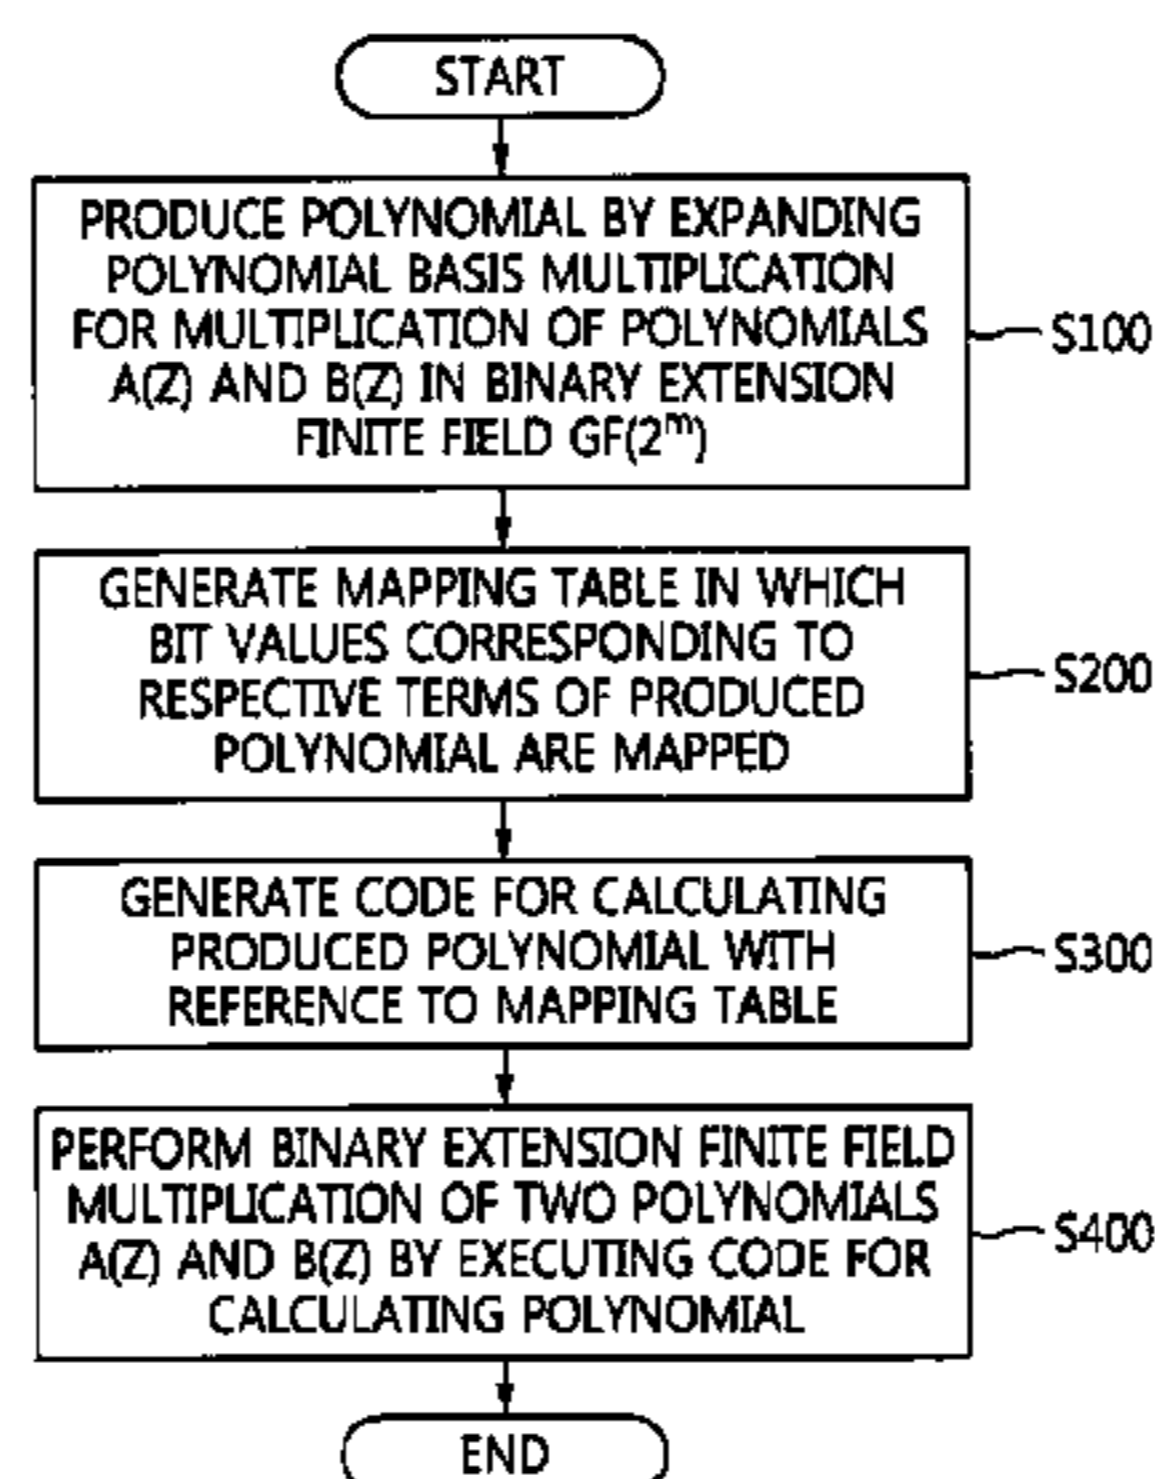 START
PRODUCE POLYNOMIAL BY EXPANDING
POLYNOMIAL BASIS MULTIPLICATION
FOR MULTIPLICATION OF POLYNOMIALS
A(Z) AND B(Z) IN BINARY EXTENSION
FINITE FIELD GF(2^m)
S100
GENERATE MAPPING TABLE IN WHICH
BIT VALUES CORRESPONDING TO
RESPECTIVE TERMS OF PRODUCED
POLYNOMIAL ARE MAPPED
S200
GENERATE CODE FOR CALCULATING
PRODUCED POLYNOMIAL WITH
REFERENCE TO MAPPING TABLE
S300
PERFORM BINARY EXTENSION FINITE FIELD
MULTIPLICATION OF TWO POLYNOMIALS
A(Z) AND B(Z) BY EXECUTING CODE FOR
CALCULATING POLYNOMIAL
S400
END